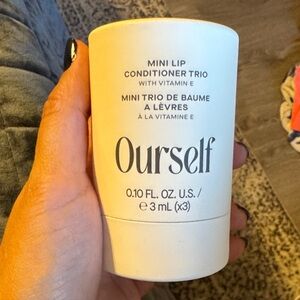 MINI LIP
CONDITIONER TRIO
WITH VITAMIN E
MINI TRIO DE BAUME
A LÈVRES
À LA VITAMINE E
Ourself
0.10 FL. OZ. U.S. /
℮ 3 mL (x3)